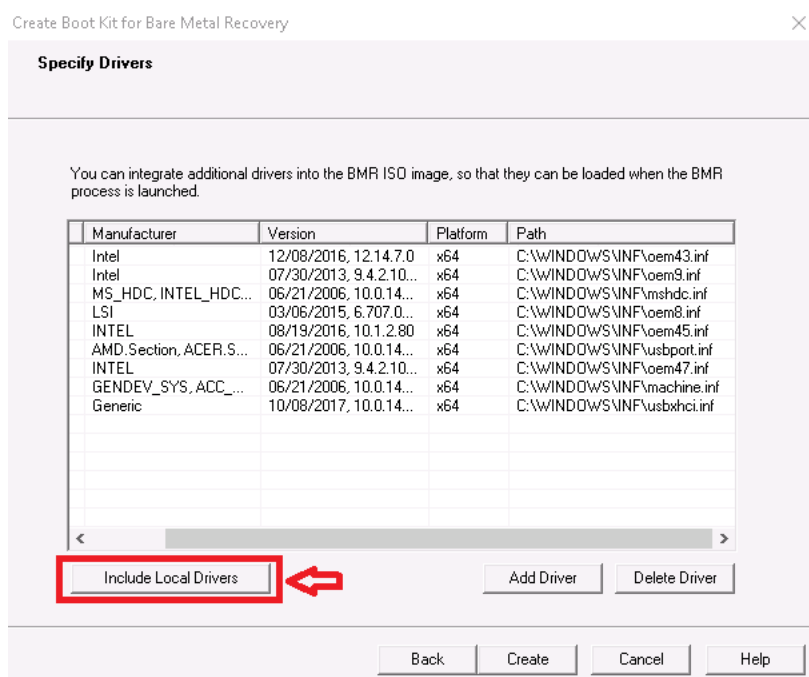 Create Boot Kit for Bare Metal Recovery
Specify Drivers
You can integrate additional drivers into the BMR ISO image, so that they can be loaded when the BMR
process is launched.
Manufacturer Version Platform Path
Intel 12/08/2016, 12.14.7.0 x64 C:\WINDOWS\INF\oem43.inf
Intel 07/30/2013, 9.4.2.10... x64 C:\WINDOWS\INF\oem9.inf
MS_HDC, INTEL_HDC... 06/21/2006, 10.0.14... x64 C:\WINDOWS\INF\mshdc.inf
LSI 03/06/2015, 6.707.0... x64 C:\WINDOWS\INF\oem8.inf
INTEL 08/19/2016, 10.1.2.80 x64 C:\WINDOWS\INF\oem45.inf
AMD.Section, ACER.S... 06/21/2006, 10.0.14... x64 C:\WINDOWS\INF\usbport.inf
INTEL 07/30/2013, 9.4.2.10... x64 C:\WINDOWS\INF\oem47.inf
GENDEV_SYS, ACC_... 06/21/2006, 10.0.14... x64 C:\WINDOWS\INF\machine.inf
Generic 10/08/2017, 10.0.14... x64 C:\WINDOWS\INF\usbxhci.inf
Include Local Drivers Add Driver Delete Driver
Back Create Cancel Help